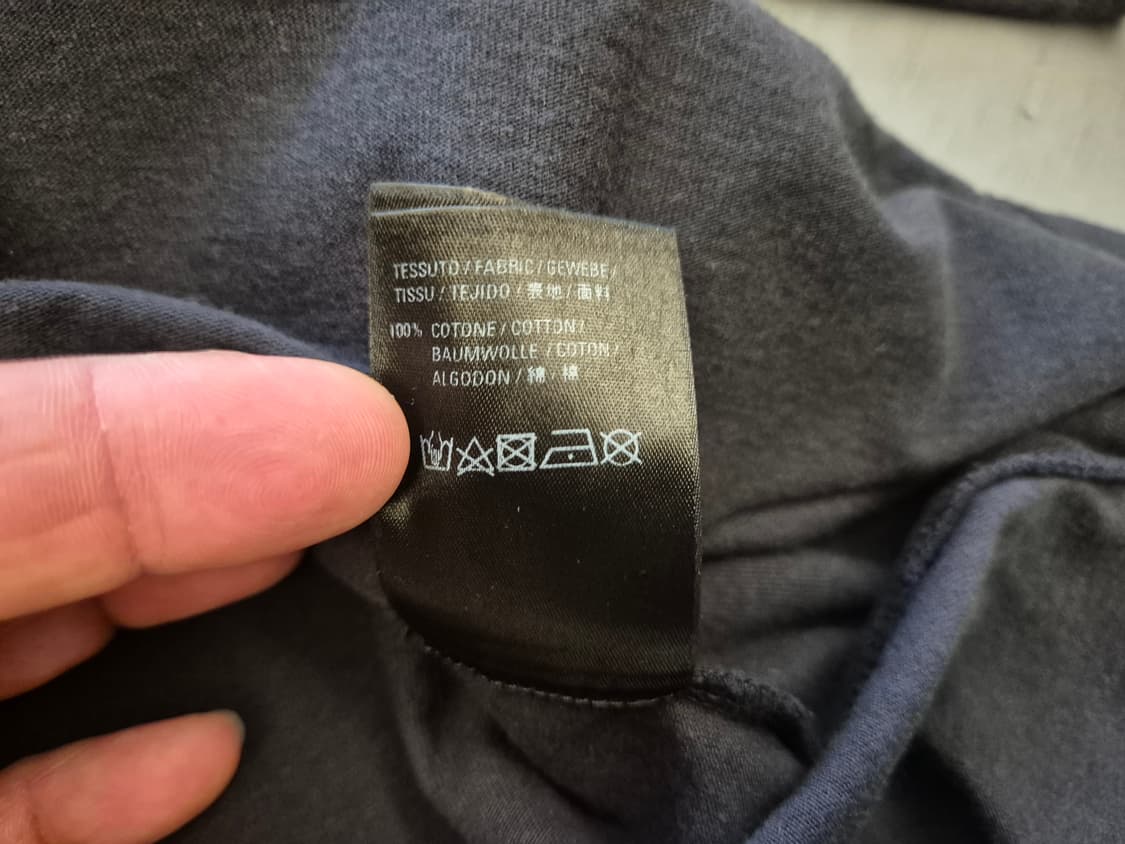 TESSUTO / FABRIC / GEWEBE /
TISSU / TEJIDO / 表地 / 面料
100% COTONE / COTTON /
BAUMWOLLE / COTON /
ALGODON / 綿 . 棉